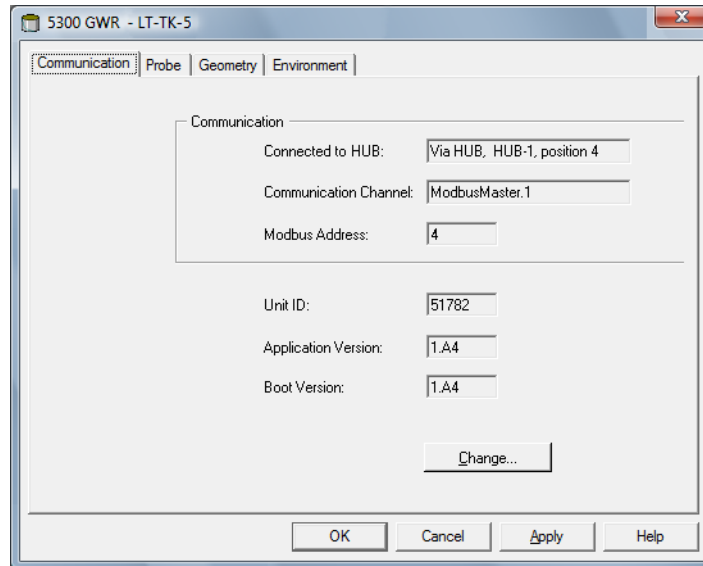 5300 GWR - LT-TK-5
Communication Probe Geometry Environment
Communication
Connected to HUB: Via HUB, HUB-1, position 4
Communication Channel: ModbusMaster.1
Modbus Address: 4
Unit ID: 51782
Application Version: 1.A4
Boot Version: 1.A4
Change...
OK Cancel Apply Help